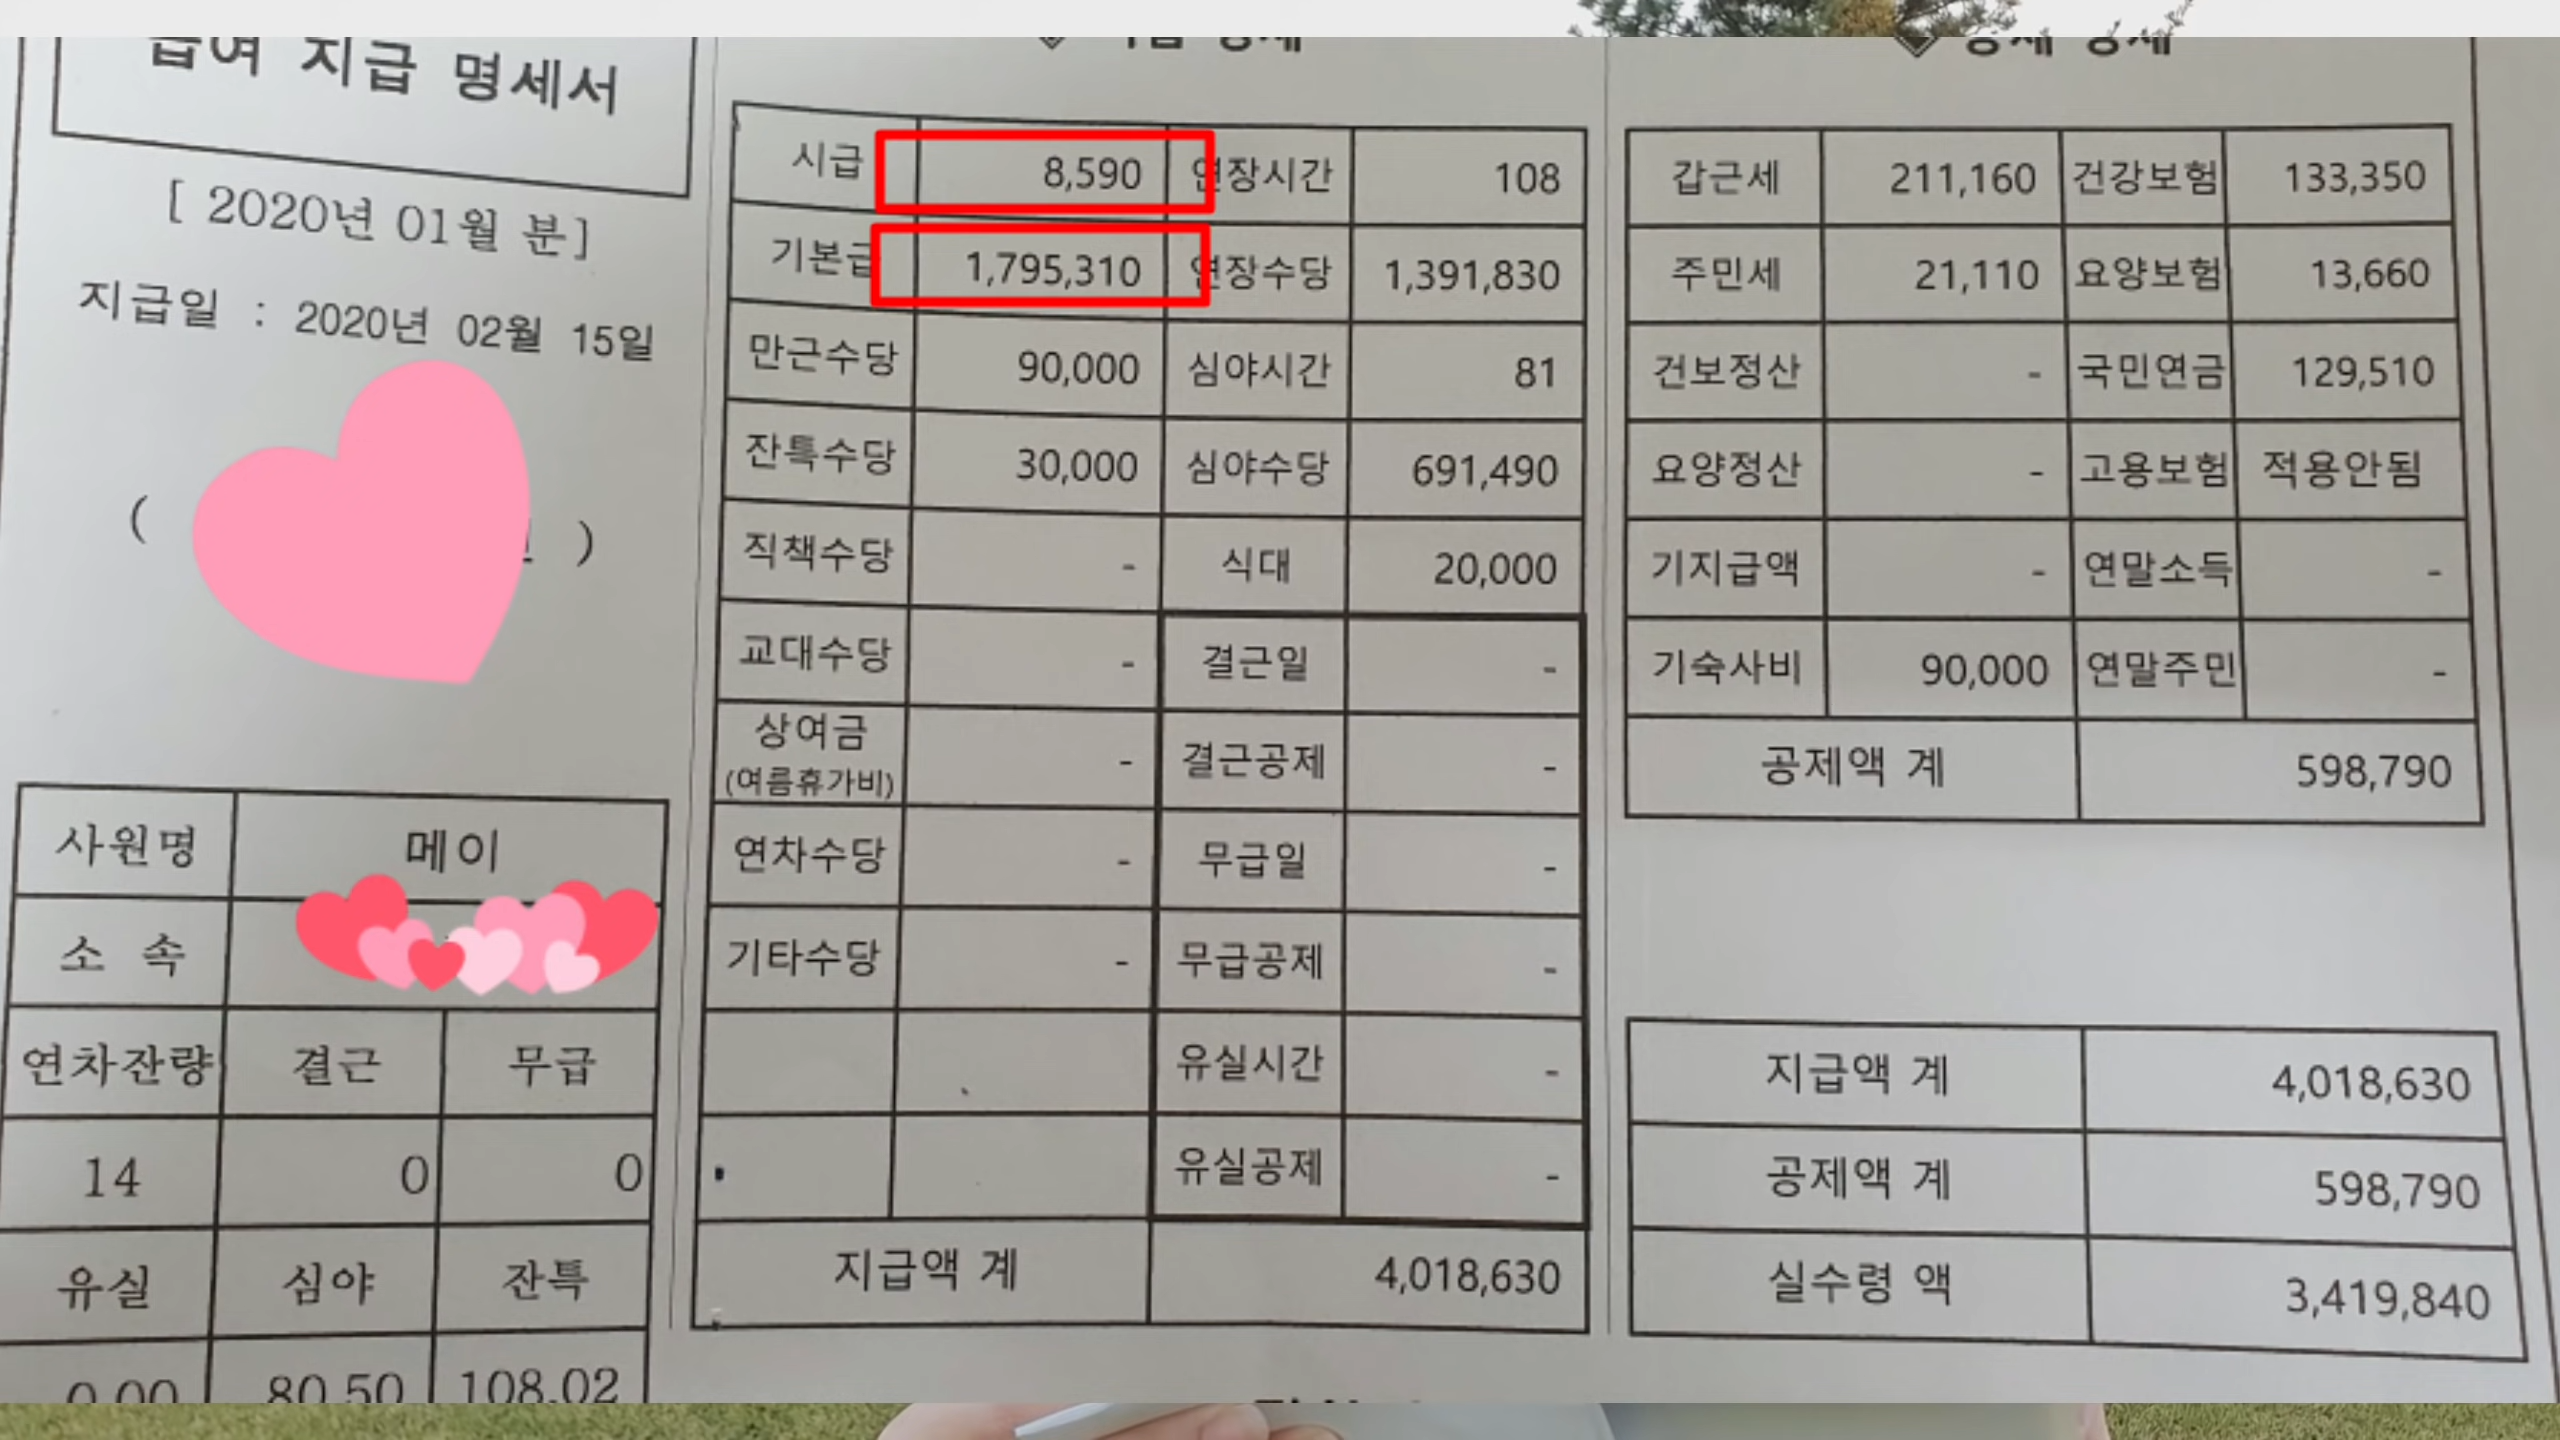 급여 지급 명세서
[ 2020년 01월 분]
지급일 : 2020년 02월 15일
( )
사원명 메이
소 속
연차잔량 결근 무급
14 0 0
유실 심야 잔특
0.00 80.50 108.02
시급 8,590 연장시간 108
기본급 1,795,310 연장수당 1,391,830
만근수당 90,000 심야시간 81
잔특수당 30,000 심야수당 691,490
직책수당 - 식대 20,000
교대수당 - 결근일 -
상여금
(여름휴가비) - 결근공제 -
연차수당 - 무급일 -
기타수당 - 무급공제 -
유실시간 -
유실공제 -
지급액 계 4,018,630
갑근세 211,160 건강보험 133,350
주민세 21,110 요양보험 13,660
건보정산 - 국민연금 129,510
요양정산 - 고용보험 적용안됨
기지급액 - 연말소득 -
기숙사비 90,000 연말주민 -
공제액 계 598,790
지급액 계 4,018,630
공제액 계 598,790
실수령 액 3,419,840